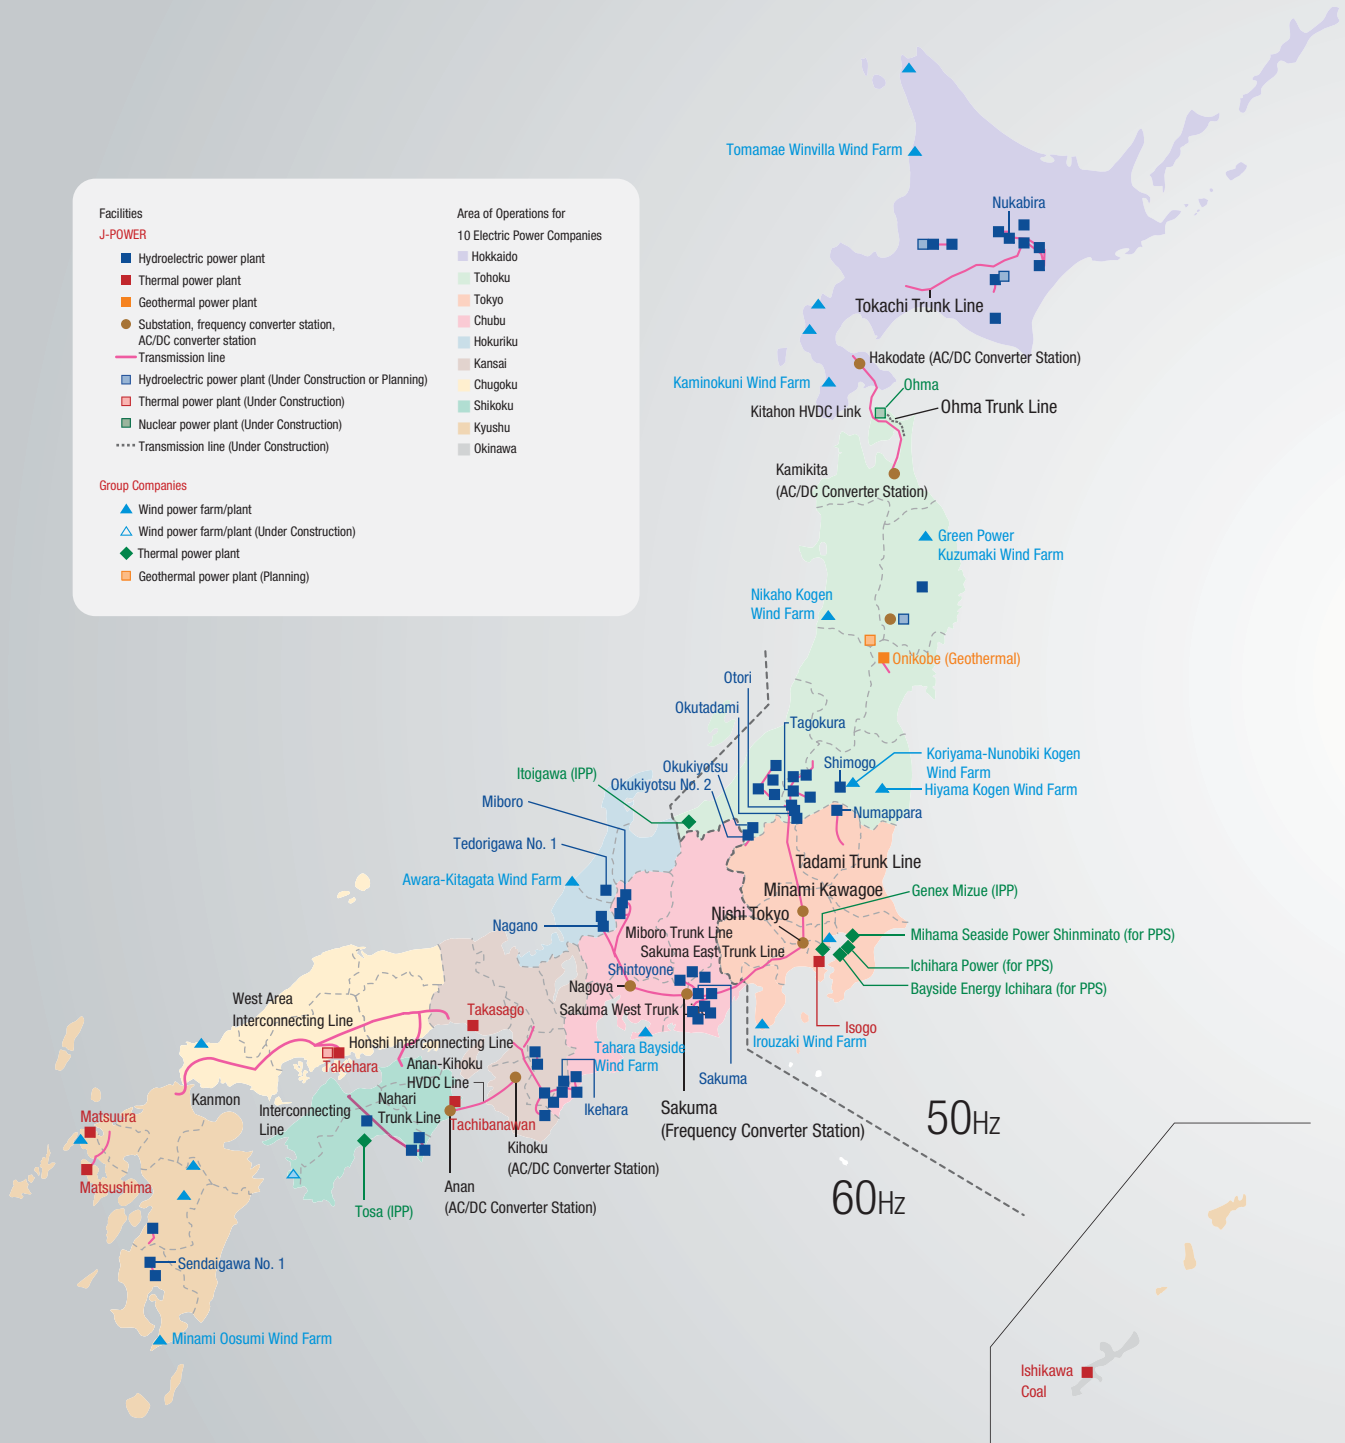 Facilities
J-POWER
Hydroelectric power plant
Thermal power plant
Geothermal power plant
Substation, frequency converter station,
AC/DC converter station
Transmission line
Hydroelectric power plant (Under Construction or Planning)
Thermal power plant (Under Construction)
Nuclear power plant (Under Construction)
Transmission line (Under Construction)
Group Companies
Wind power farm/plant
Wind power farm/plant (Under Construction)
Thermal power plant
Geothermal power plant (Planning)
Area of Operations for
10 Electric Power Companies
Hokkaido
Tohoku
Tokyo
Chubu
Hokuriku
Kansai
Chugoku
Shikoku
Kyushu
Okinawa
Tomamae Winvilla Wind Farm
Nukabira
Tokachi Trunk Line
Hakodate (AC/DC Converter Station)
Kaminokuni Wind Farm
Ohma
Kitahon HVDC Link
Ohma Trunk Line
Kamikita
(AC/DC Converter Station)
Green Power
Kuzumaki Wind Farm
Nikaho Kogen
Wind Farm
Onikobe (Geothermal)
Otori
Okutadami
Tagokura
Okukiyotsu
Okukiyotsu No. 2
Shimogo
Koriyama-Nunobiki Kogen
Wind Farm
Hiyama Kogen Wind Farm
Numappara
Itoigawa (IPP)
Miboro
Tedorigawa No. 1
Awara-Kitagata Wind Farm
Nagano
Tadami Trunk Line
Minami Kawagoe
Nishi Tokyo
Genex Mizue (IPP)
Miboro Trunk Line
Sakuma East Trunk Line
Mihama Seaside Power Shinminato (for PPS)
Ichihara Power (for PPS)
Bayside Energy Ichihara (for PPS)
Shintoyone
Nagoya
Sakuma West Trunk
Isogo
Irouzaki Wind Farm
Tahara Bayside
Wind Farm
Sakuma
Sakuma
(Frequency Converter Station)
West Area
Interconnecting Line
Takasago
Honshi Interconnecting Line
Takehara
Anan-Kihoku
HVDC Line
Nahari
Trunk Line
Tachibanawan
Ikehara
Kihoku
(AC/DC Converter Station)
Anan
(AC/DC Converter Station)
Kanmon
Interconnecting
Line
Matsuura
Matsushima
Tosa (IPP)
Sendaigawa No. 1
Minami Oosumi Wind Farm
50Hz
60Hz
Ishikawa
Coal